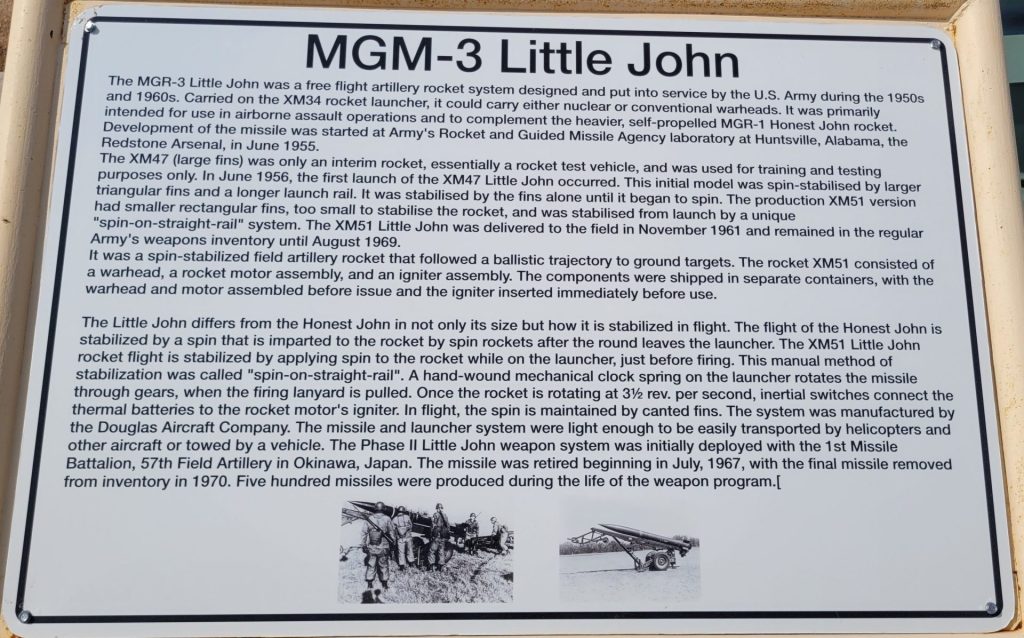 MGM-3 Little John
The MGR-3 Little John was a free flight artillery rocket system designed and put into service by the U.S. Army during the 1950s
and 1960s. Carried on the XM34 rocket launcher, it could carry either nuclear or conventional warheads. It was primarily
intended for use in airborne assault operations and to complement the heavier, self-propelled MGR-1 Honest John rocket.
Development of the missile was started at Army's Rocket and Guided Missile Agency laboratory at Huntsville, Alabama, the
Redstone Arsenal, in June 1955.
The XM47 (large fins) was only an interim rocket, essentially a rocket test vehicle, and was used for training and testing
purposes only. In June 1956, the first launch of the XM47 Little John occurred. This initial model was spin-stabilised by larger
triangular fins and a longer launch rail. It was stabilised by the fins alone until it began to spin. The production XM51 version
had smaller rectangular fins, too small to stabilise the rocket, and was stabilised from launch by a unique
"spin-on-straight-rail" system. The XM51 Little John was delivered to the field in November 1961 and remained in the regular
Army's weapons inventory until August 1969.
It was a spin-stabilized field artillery rocket that followed a ballistic trajectory to ground targets. The rocket XM51 consisted of
a warhead, a rocket motor assembly, and an igniter assembly. The components were shipped in separate containers, with the
warhead and motor assembled before issue and the igniter inserted immediately before use.
The Little John differs from the Honest John in not only its size but how it is stabilized in flight. The flight of the Honest John is
stabilized by a spin that is imparted to the rocket by spin rockets after the round leaves the launcher. The XM51 Little John
rocket flight is stabilized by applying spin to the rocket while on the launcher, just before firing. This manual method of
stabilization was called "spin-on-straight-rail". A hand-wound mechanical clock spring on the launcher rotates the missile
through gears, when the firing lanyard is pulled. Once the rocket is rotating at 3½ rev. per second, inertial switches connect the
thermal batteries to the rocket motor's igniter. In flight, the spin is maintained by canted fins. The system was manufactured by
the Douglas Aircraft Company. The missile and launcher system were light enough to be easily transported by helicopters and
other aircraft or towed by a vehicle. The Phase II Little John weapon system was initially deployed with the 1st Missile
Battalion, 57th Field Artillery in Okinawa, Japan. The missile was retired beginning in July, 1967, with the final missile removed
from inventory in 1970. Five hundred missiles were produced during the life of the weapon program.[